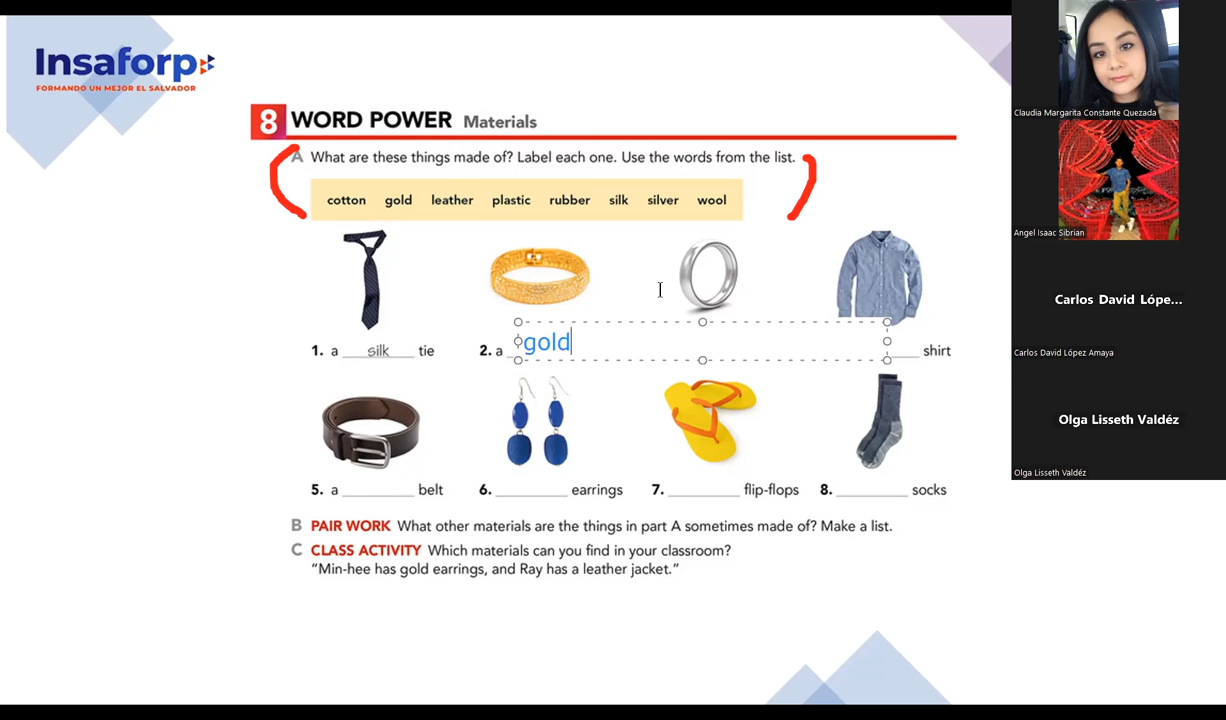 Insaforp
FORMANDO UN MEJOR EL SALVADOR
8 WORD POWER Materials
A What are these things made of? Label each one. Use the words from the list.
cotton gold leather plastic rubber silk silver wool
1. a silk tie
2. a gold
shirt
5. a ________ belt
6. ________ earrings
7. ________ flip-flops
8. ________ socks
B PAIR WORK What other materials are the things in part A sometimes made of? Make a list.
C CLASS ACTIVITY Which materials can you find in your classroom?
“Min-hee has gold earrings, and Ray has a leather jacket.”
Claudia Margarita Constante Quezada
Angel Isaac Sibrian
Carlos David Lópe...
Carlos David López Amaya
Olga Lisseth Valdéz
Olga Lisseth Valdéz